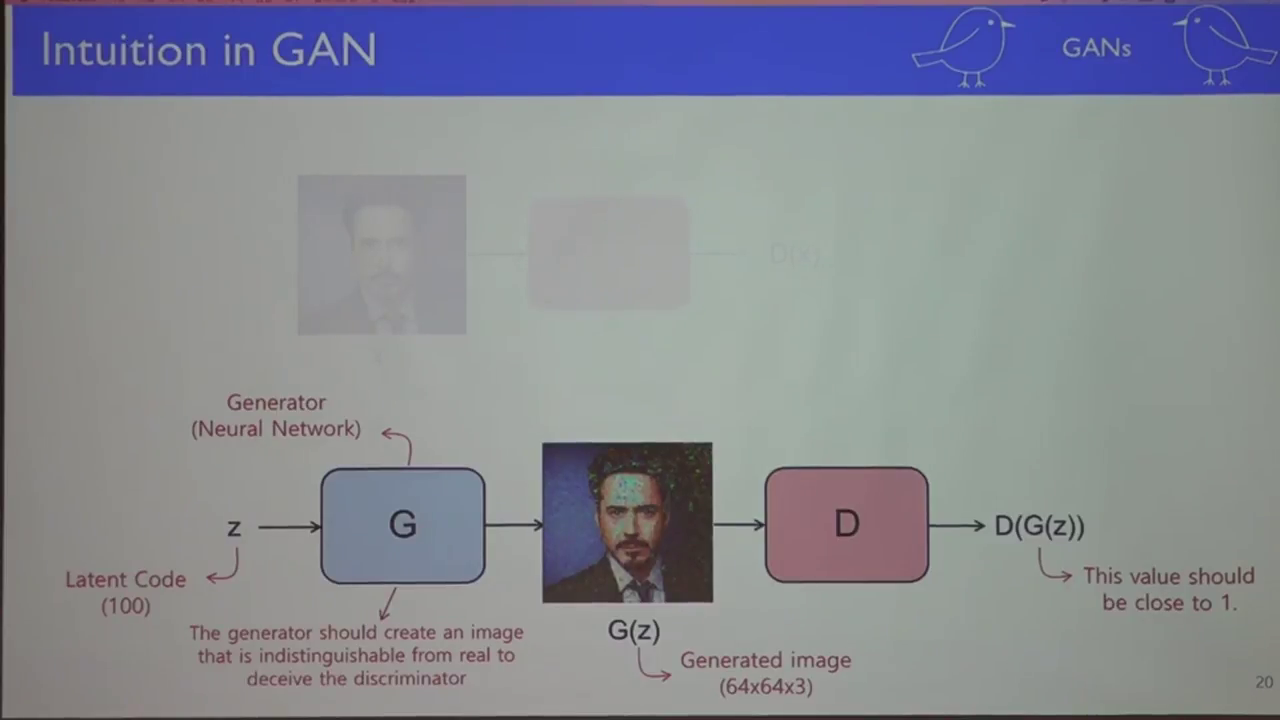 Intuition in GAN
GANs
D(x)
Generator
(Neural Network)
z
G
D
D(G(z))
Latent Code
(100)
This value should
be close to 1.
The generator should create an image
that is indistinguishable from real to
deceive the discriminator
G(z)
Generated image
(64x64x3)
20